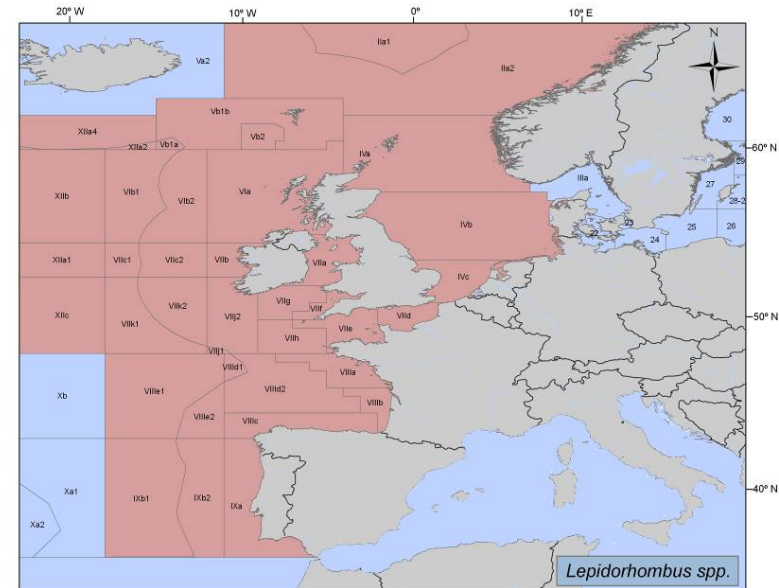 20° W 10° W 0° 10° E
N
IIa1
Va2
IIa2
Vb1b
30
XIIa4
Vb2
XIIa2 Vb1a
IVa
60° N
29
IIIa
27
XIIb VIb1 VIb2 VIa
28-2
IVb
23
25 26
22
24
XIIa1 VIIc1 VIIc2 VIIb VIIa
IVc
XIIc VIIk1 VIIk2 VIIj2 VIIg VIIf VIId
50° N
VIIe
VIIh
VIIj1
VIIId1 VIIIa
Xb VIIIe1 VIIId2
VIIIb
VIIIe2 VIIIc
Xa1 IXb1 IXb2 IXa
40° N
Xa2
Lepidorhombus spp.